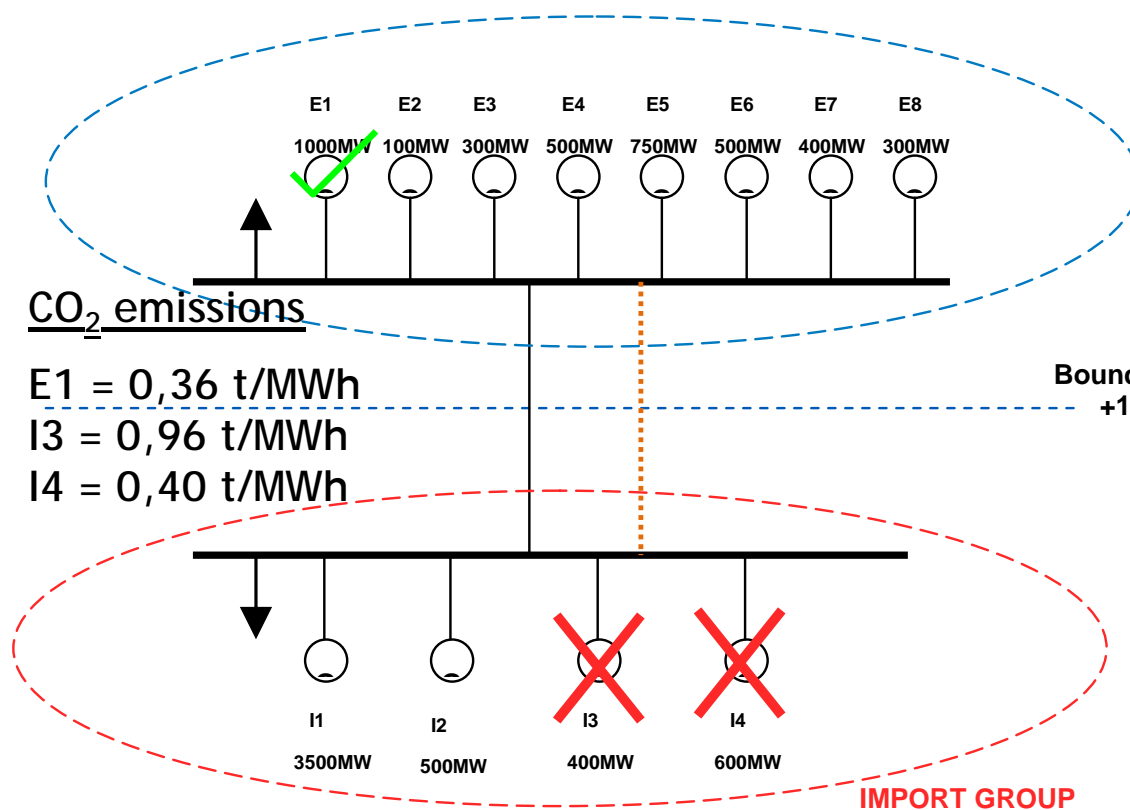 E1 E2 E3 E4 E5 E6 E7 E8
1000MW 100MW 300MW 500MW 750MW 500MW 400MW 300MW
CO2 emissions
E1 = 0,36 t/MWh
I3 = 0,96 t/MWh
I4 = 0,40 t/MWh
Bound
+1
I1 I2 I3 I4
3500MW 500MW 400MW 600MW
IMPORT GROUP